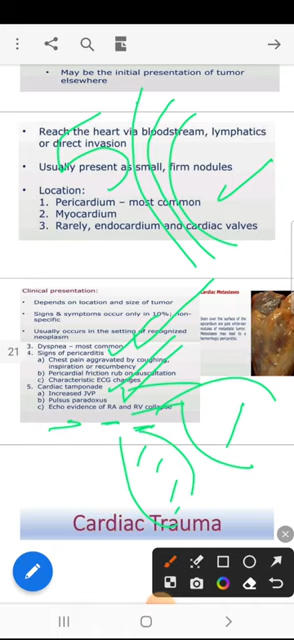 • May be the initial presentation of tumor
elsewhere
• Reach the heart via bloodstream, lymphatics
or direct invasion
• Usually present as small, firm nodules
• Location:
1. Pericardium – most common
2. Myocardium
3. Rarely, endocardium and cardiac valves
Clinical presentation:
• Depends on location and size of tumor
• Signs & symptoms occur only in 10%; non-
specific
• Usually occurs in the setting of recognized
neoplasm
3. Dyspnea – most common
4. Signs of pericarditis
a) Chest pain aggravated by coughing,
inspiration or recumbency
b) Pericardial friction rub on auscultation
c) Characteristic ECG changes
5. Cardiac tamponade
a) Increased JVP
b) Pulsus paradoxus
c) Echo evidence of RA and RV collapse
Cardiac Metastases
21
Cardiac Trauma